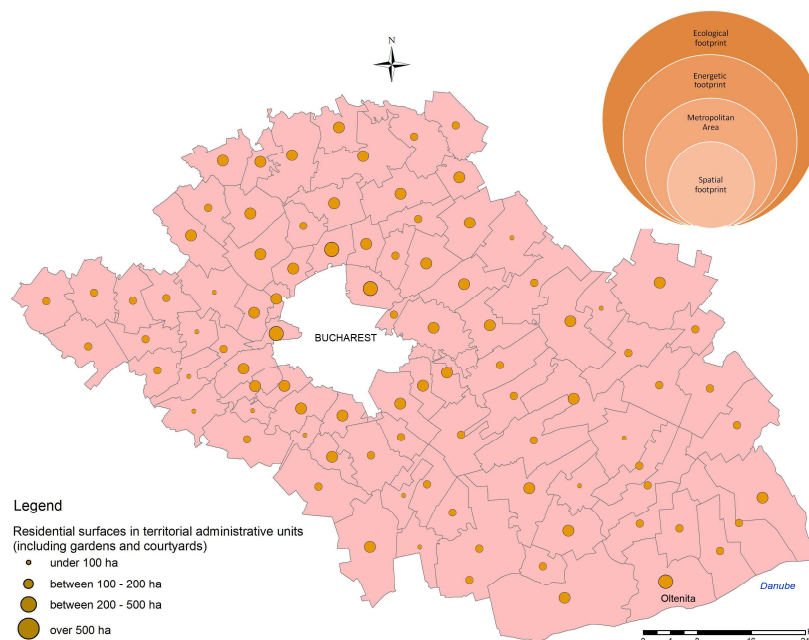 N
Ecological
footprint
Energetic
footprint
Metropolitan
Area
Spatial
footprint
BUCHAREST
Legend
Residential surfaces in territorial administrative units
(including gardens and courtyards)
under 100 ha
between 100 - 200 ha
between 200 - 500 ha
over 500 ha
Danube
Oltenita